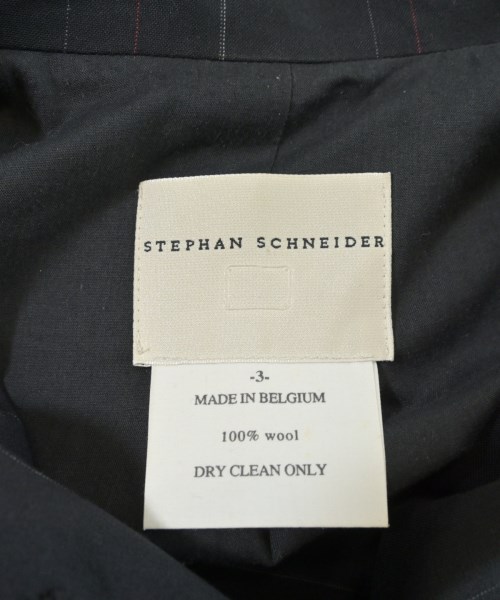 STEPHAN SCHNEIDER
-3-
MADE IN BELGIUM
100% wool
DRY CLEAN ONLY